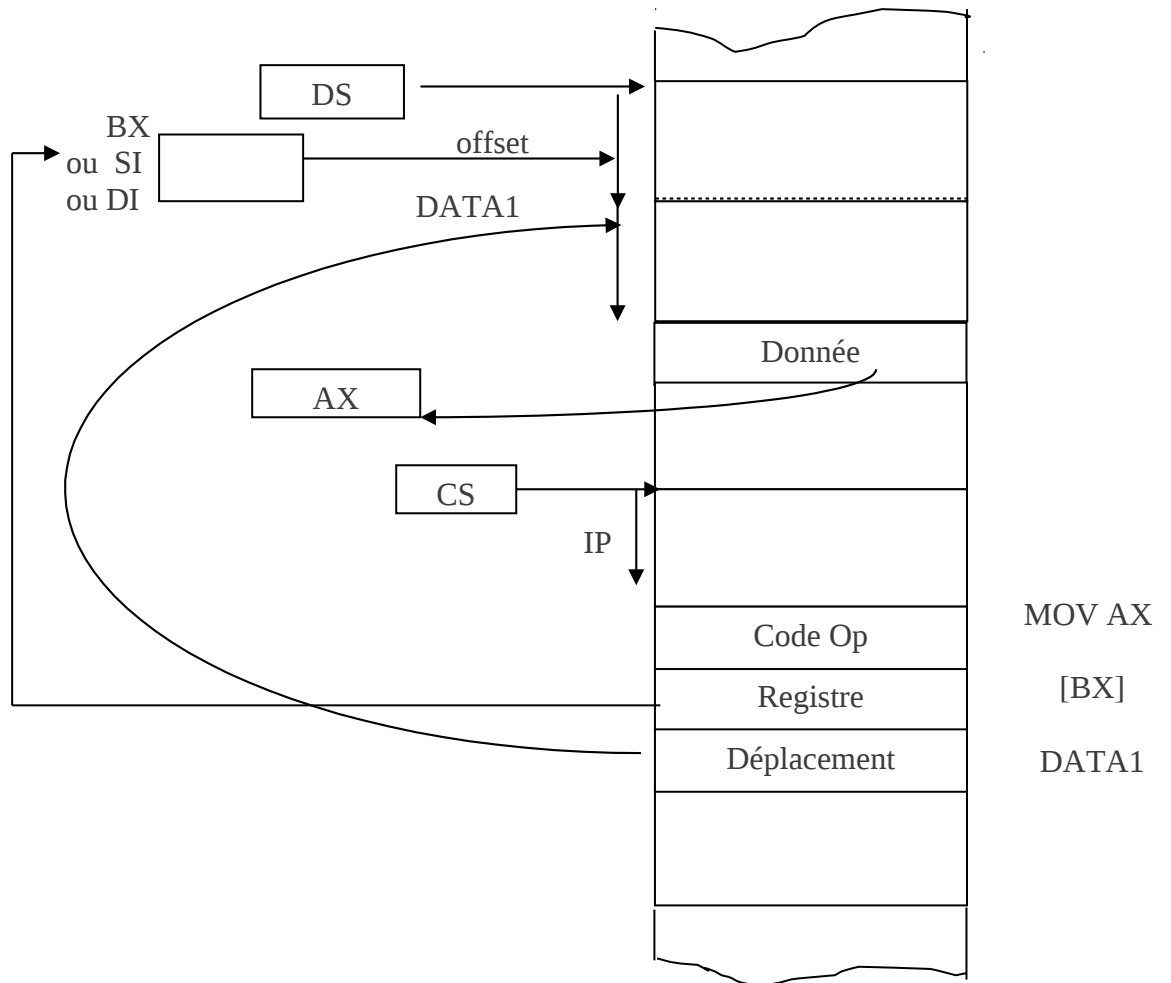 DS
BX
ou SI
ou DI
offset
DATA1
Donnée
AX
CS
IP
Code Op
MOV AX
Registre
[BX]
Déplacement
DATA1